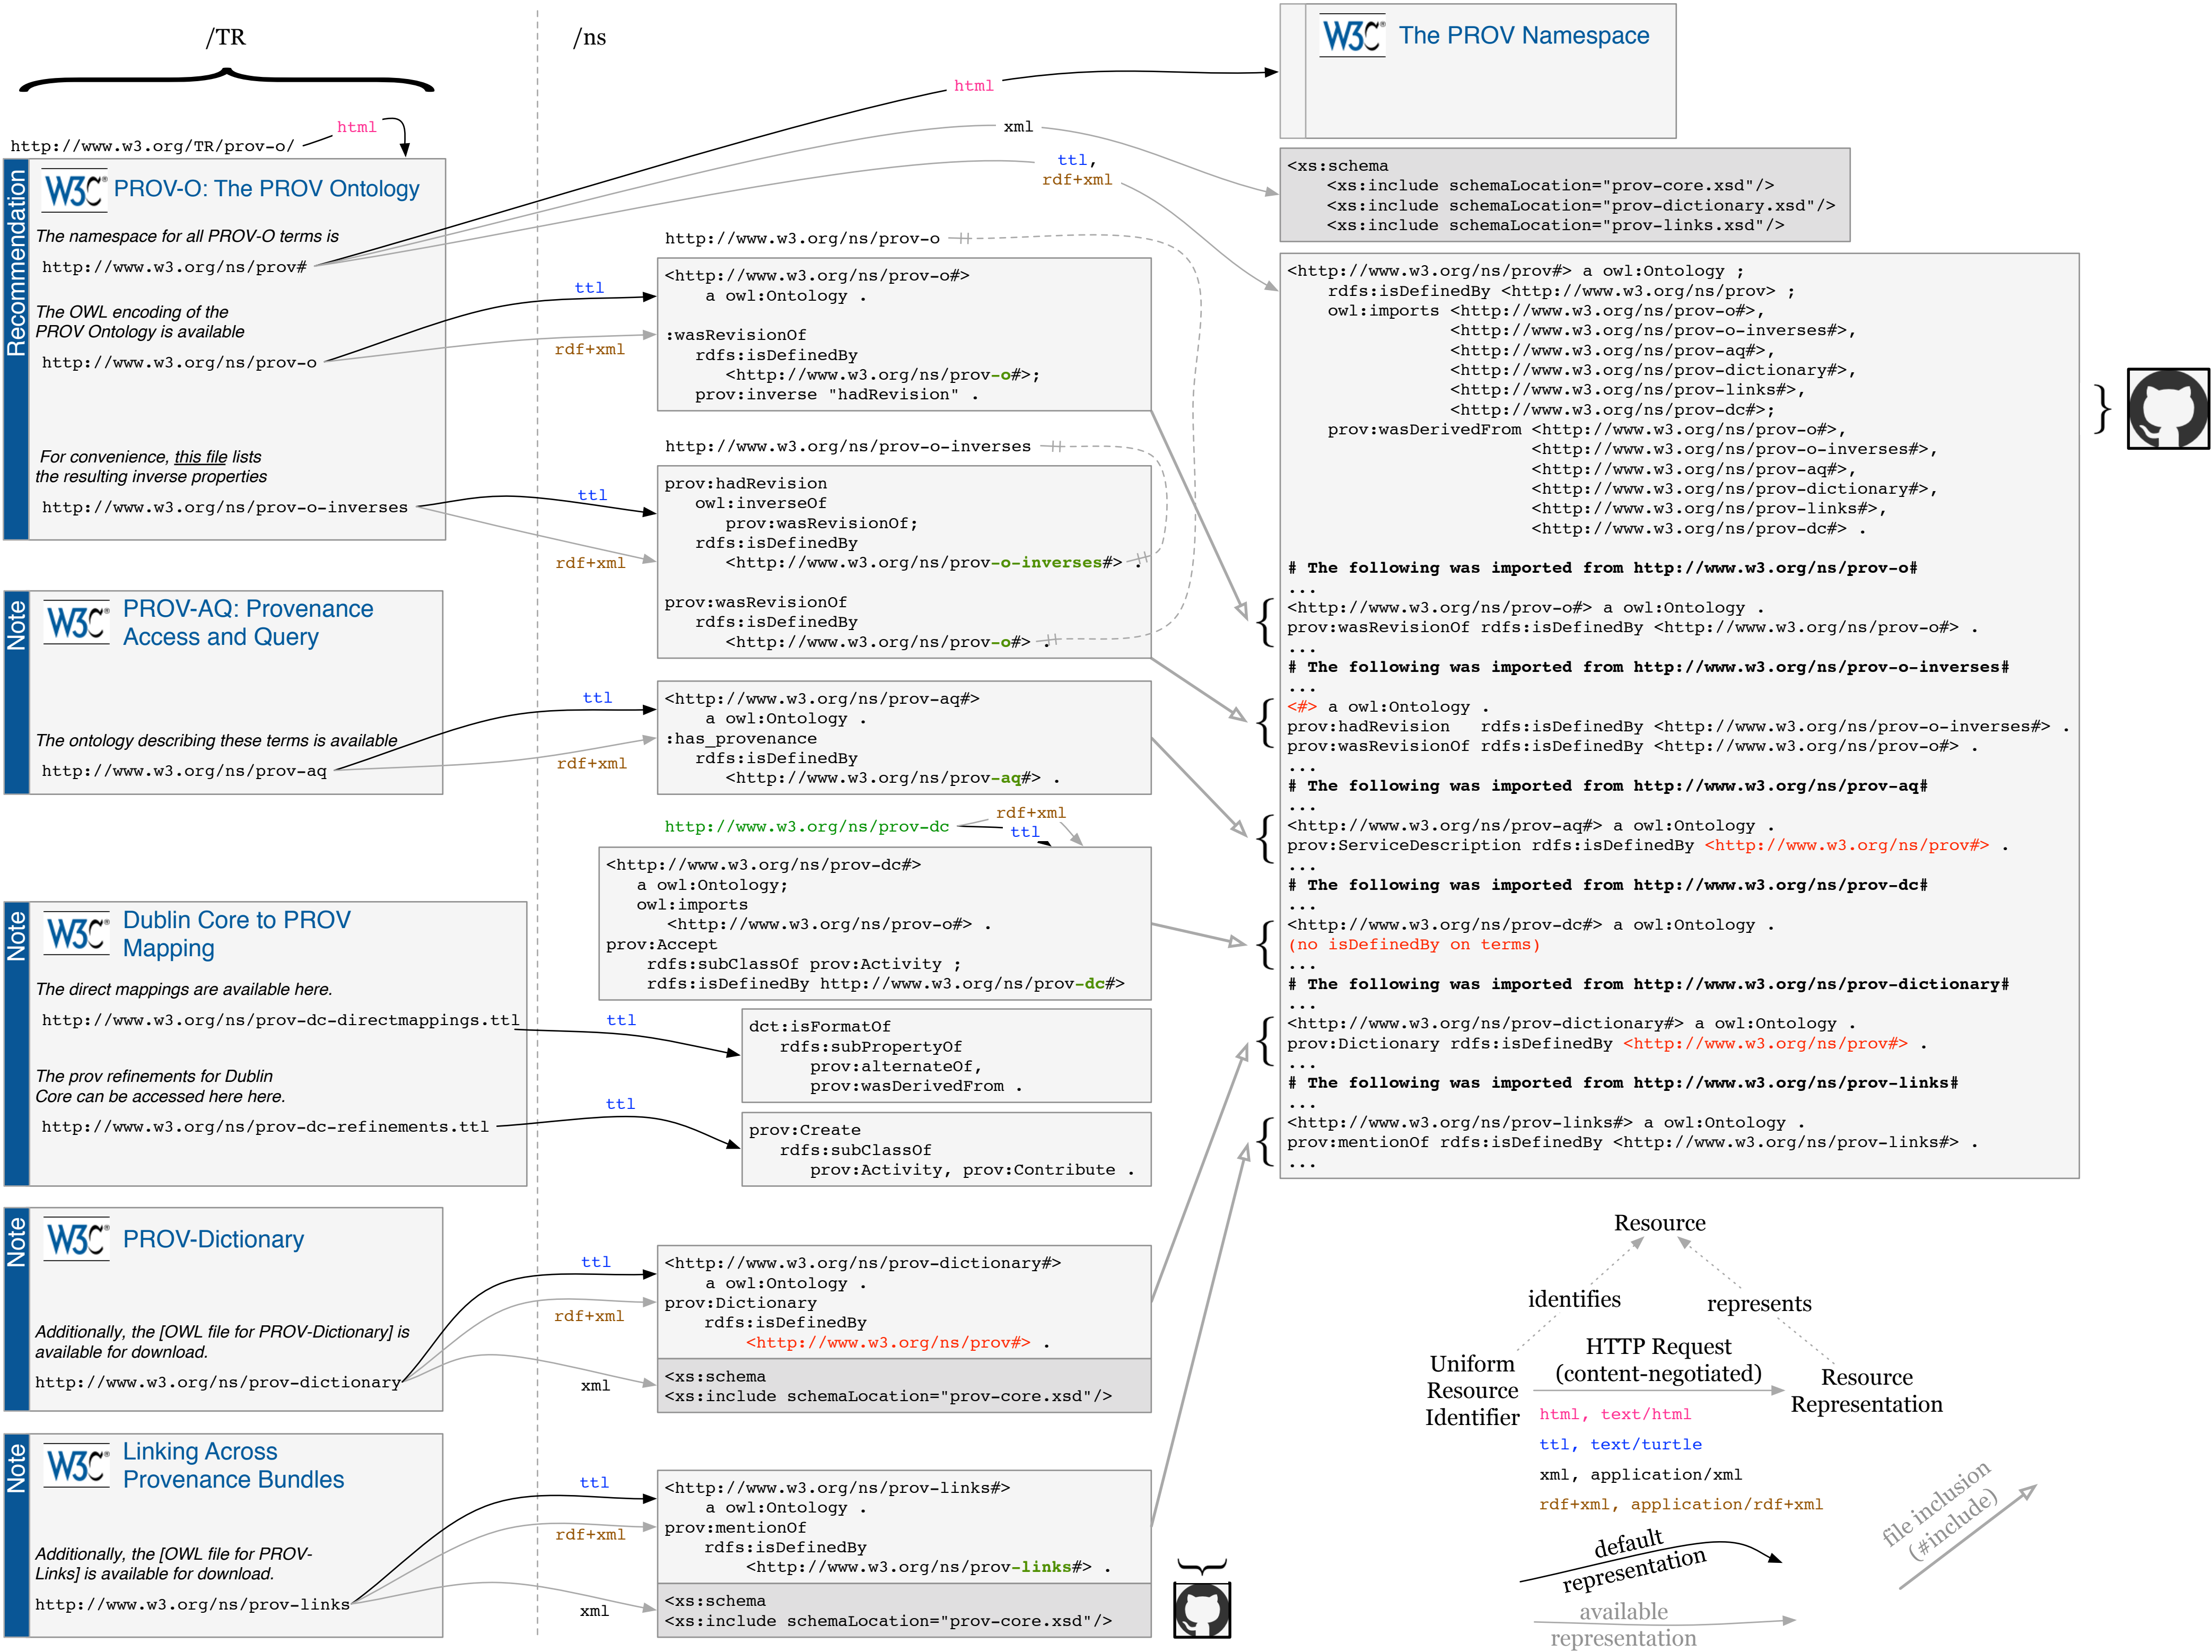 /TR
/ns
http://www.w3.org/TR/prov-o/
html
Recommendation
W3C®
PROV-O: The PROV Ontology
The namespace for all PROV-O terms is
http://www.w3.org/ns/prov#
The OWL encoding of the
PROV Ontology is available
http://www.w3.org/ns/prov-o
For convenience, this file lists
the resulting inverse properties
http://www.w3.org/ns/prov-o-inverses
Note
W3C®
PROV-AQ: Provenance
Access and Query
The ontology describing these terms is available
http://www.w3.org/ns/prov-aq
Note
W3C®
Dublin Core to PROV
Mapping
The direct mappings are available here.
http://www.w3.org/ns/prov-dc-directmappings.ttl
The prov refinements for Dublin
Core can be accessed here here.
http://www.w3.org/ns/prov-dc-refinements.ttl
Note
W3C®
PROV-Dictionary
Additionally, the [OWL file for PROV-Dictionary] is
available for download.
http://www.w3.org/ns/prov-dictionary
Note
W3C®
Linking Across
Provenance Bundles
Additionally, the [OWL file for PROV-
Links] is available for download.
http://www.w3.org/ns/prov-links
html
xml
ttl,
rdf+xml
http://www.w3.org/ns/prov-o
ttl
rdf+xml
<http://www.w3.org/ns/prov-o#>
a owl:Ontology .
:wasRevisionOf
rdfs:isDefinedBy
<http://www.w3.org/ns/prov-o#>;
prov:inverse "hadRevision" .
http://www.w3.org/ns/prov-o-inverses
ttl
rdf+xml
prov:hadRevision
owl:inverseOf
prov:wasRevisionOf;
rdfs:isDefinedBy
<http://www.w3.org/ns/prov-o-inverses#> .
prov:wasRevisionOf
rdfs:isDefinedBy
<http://www.w3.org/ns/prov-o#> .
ttl
rdf+xml
<http://www.w3.org/ns/prov-aq#>
a owl:Ontology .
:has_provenance
rdfs:isDefinedBy
<http://www.w3.org/ns/prov-aq#> .
http://www.w3.org/ns/prov-dc
rdf+xml
ttl
<http://www.w3.org/ns/prov-dc#>
a owl:Ontology;
owl:imports
<http://www.w3.org/ns/prov-o#> .
prov:Accept
rdfs:subClassOf prov:Activity ;
rdfs:isDefinedBy http://www.w3.org/ns/prov-dc#>
ttl
dct:isFormatOf
rdfs:subPropertyOf
prov:alternateOf,
prov:wasDerivedFrom .
ttl
prov:Create
rdfs:subClassOf
prov:Activity, prov:Contribute .
ttl
rdf+xml
xml
<http://www.w3.org/ns/prov-dictionary#>
a owl:Ontology .
prov:Dictionary
rdfs:isDefinedBy
<http://www.w3.org/ns/prov#> .
<xs:schema
<xs:include schemaLocation="prov-core.xsd"/>
ttl
rdf+xml
xml
<http://www.w3.org/ns/prov-links#>
a owl:Ontology .
prov:mentionOf
rdfs:isDefinedBy
<http://www.w3.org/ns/prov-links#> .
<xs:schema
<xs:include schemaLocation="prov-core.xsd"/>
W3C®
The PROV Namespace
<xs:schema
<xs:include schemaLocation="prov-core.xsd"/>
<xs:include schemaLocation="prov-dictionary.xsd"/>
<xs:include schemaLocation="prov-links.xsd"/>
<http://www.w3.org/ns/prov#> a owl:Ontology ;
rdfs:isDefinedBy <http://www.w3.org/ns/prov> ;
owl:imports <http://www.w3.org/ns/prov-o#>,
<http://www.w3.org/ns/prov-o-inverses#>,
<http://www.w3.org/ns/prov-aq#>,
<http://www.w3.org/ns/prov-dictionary#>,
<http://www.w3.org/ns/prov-links#>,
<http://www.w3.org/ns/prov-dc#>;
prov:wasDerivedFrom <http://www.w3.org/ns/prov-o#>,
<http://www.w3.org/ns/prov-o-inverses#>,
<http://www.w3.org/ns/prov-aq#>,
<http://www.w3.org/ns/prov-dictionary#>,
<http://www.w3.org/ns/prov-links#>,
<http://www.w3.org/ns/prov-dc#> .
# The following was imported from http://www.w3.org/ns/prov-o#
...
<http://www.w3.org/ns/prov-o#> a owl:Ontology .
prov:wasRevisionOf rdfs:isDefinedBy <http://www.w3.org/ns/prov-o#> .
...
# The following was imported from http://www.w3.org/ns/prov-o-inverses#
...
<#> a owl:Ontology .
prov:hadRevision rdfs:isDefinedBy <http://www.w3.org/ns/prov-o-inverses#> .
prov:wasRevisionOf rdfs:isDefinedBy <http://www.w3.org/ns/prov-o#> .
...
# The following was imported from http://www.w3.org/ns/prov-aq#
...
<http://www.w3.org/ns/prov-aq#> a owl:Ontology .
prov:ServiceDescription rdfs:isDefinedBy <http://www.w3.org/ns/prov#> .
...
# The following was imported from http://www.w3.org/ns/prov-dc#
...
<http://www.w3.org/ns/prov-dc#> a owl:Ontology .
(no isDefinedBy on terms)
...
# The following was imported from http://www.w3.org/ns/prov-dictionary#
...
<http://www.w3.org/ns/prov-dictionary#> a owl:Ontology .
prov:Dictionary rdfs:isDefinedBy <http://www.w3.org/ns/prov#> .
...
# The following was imported from http://www.w3.org/ns/prov-links#
...
<http://www.w3.org/ns/prov-links#> a owl:Ontology .
prov:mentionOf rdfs:isDefinedBy <http://www.w3.org/ns/prov-links#> .
...
Resource
identifies
represents
HTTP Request
(content-negotiated)
Uniform
Resource
Identifier
Resource
Representation
html, text/html
ttl, text/turtle
xml, application/xml
rdf+xml, application/rdf+xml
default
representation
available
representation
file inclusion
(#include)